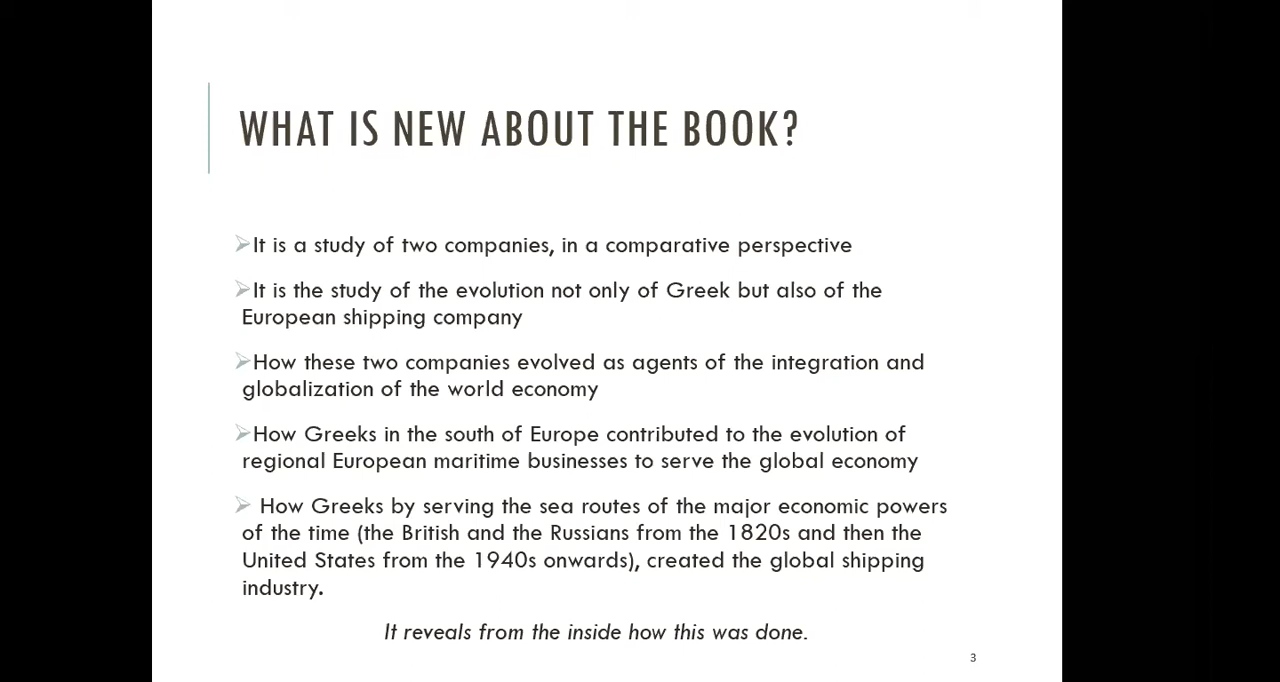 WHAT IS NEW ABOUT THE BOOK?
It is a study of two companies, in a comparative perspective
It is the study of the evolution not only of Greek but also of the
European shipping company
How these two companies evolved as agents of the integration and
globalization of the world economy
How Greeks in the south of Europe contributed to the evolution of
regional European maritime businesses to serve the global economy
How Greeks by serving the sea routes of the major economic powers
of the time (the British and the Russians from the 1820s and then the
United States from the 1940s onwards), created the global shipping
industry.
It reveals from the inside how this was done.
3